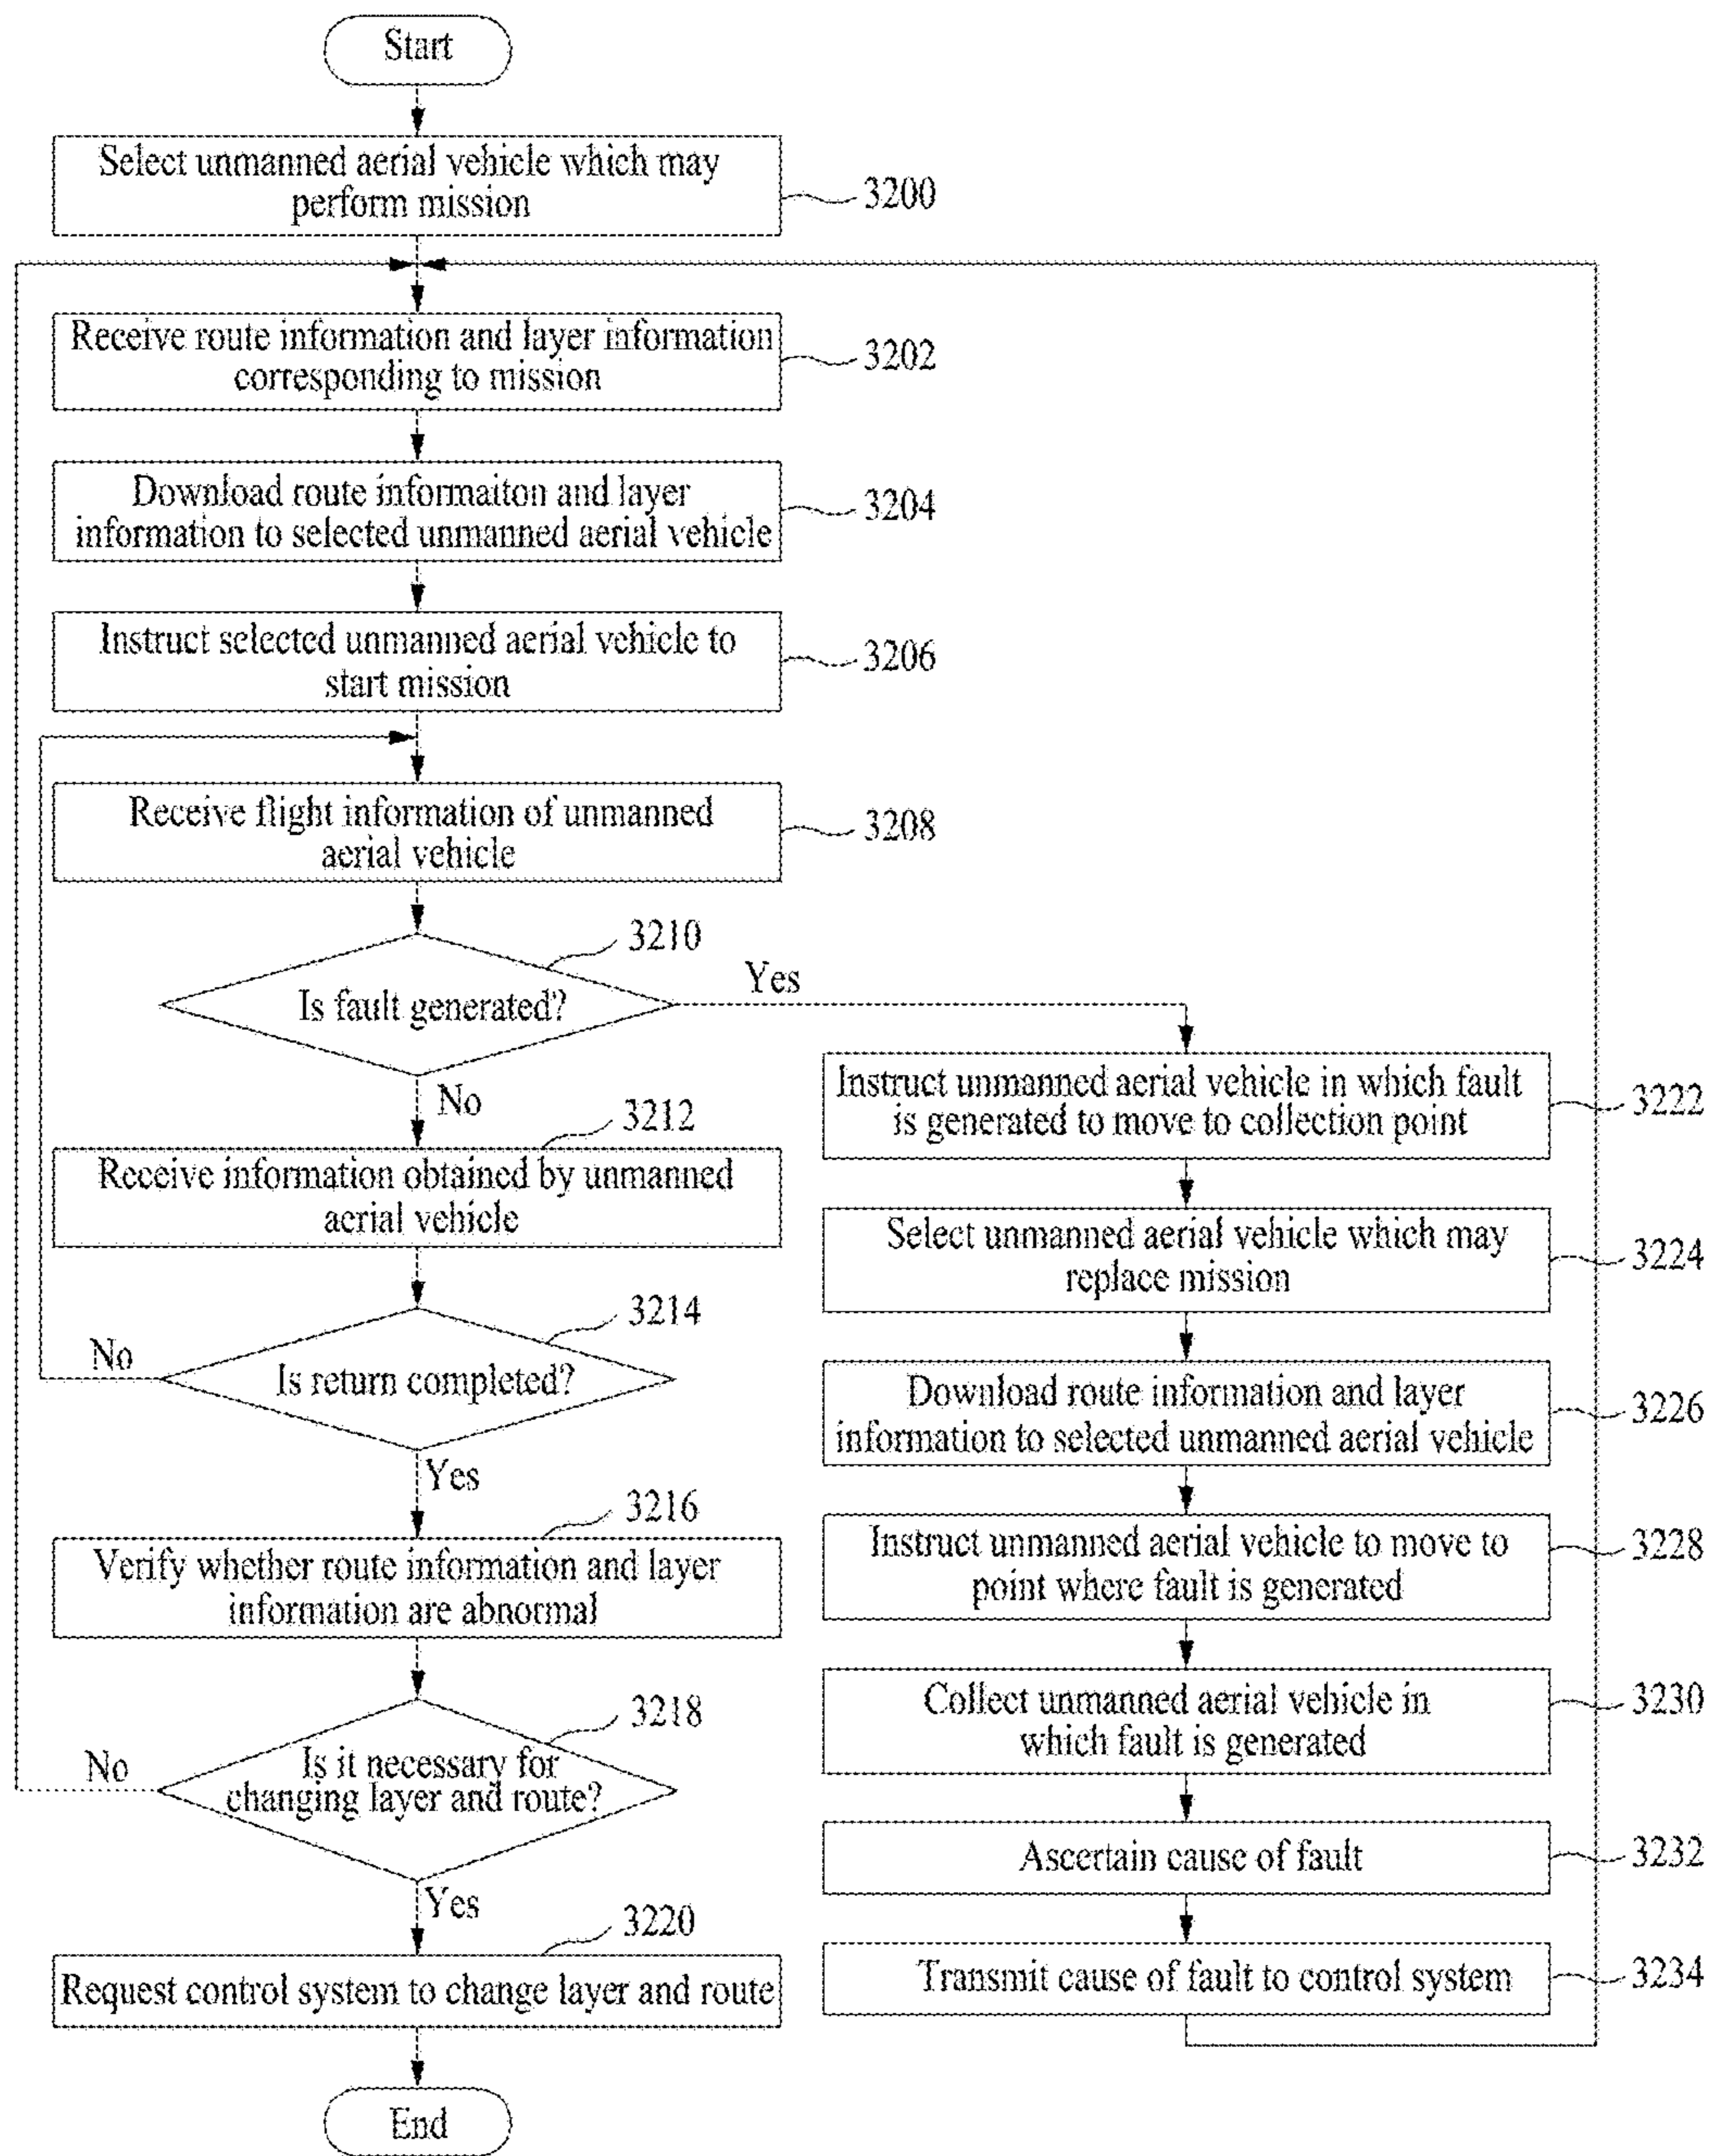 Start
Select unmanned aerial vehicle which may
perform mission
3200
Receive route information and layer information
corresponding to mission
3202
Download route informaiton and layer
information to selected unmanned aerial vehicle
3204
Instruct selected unmanned aerial vehicle to
start mission
3206
Receive flight information of unmanned
aerial vehicle
3208
3210
Is fault generated?
Yes
No
3212
Receive information obtained by unmanned
aerial vehicle
3214
No
Is return completed?
Yes
3216
Verify whether route information and layer
information are abnormal
3218
No
Is it necessary for
changing layer and route?
Yes
3220
Request control system to change layer and route
End
Instruct unmanned aerial vehicle in which fault
is generated to move to collection point
3222
Select unmanned aerial vehicle which may
replace mission
3224
Download route information and layer
information to selected unmanned aerial vehicle
3226
Instruct unmanned aerial vehicle to move to
point where fault is generated
3228
Collect unmanned aerial vehicle in
which fault is generated
3230
Ascertain cause of fault
3232
Transmit cause of fault to control system
3234